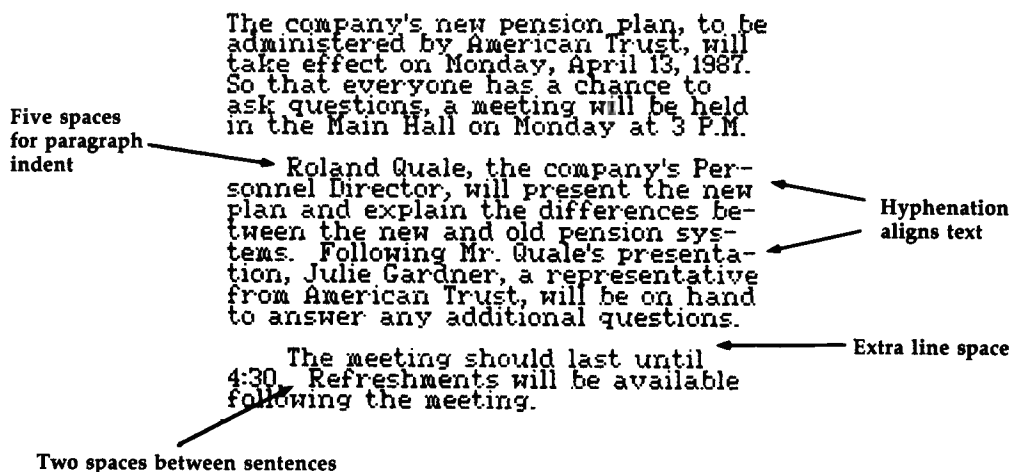 The company's new pension plan, to be
administered by American Trust, will
take effect on Monday, April 13, 1987.
So that everyone has a chance to
ask questions, a meeting will be held
in the Main Hall on Monday at 3 P.M.
Five spaces
for paragraph
indent
Roland Quale, the company's Per-
sonnel Director, will present the new
plan and explain the differences be-
tween the new and old pension sys-
tems.  Following Mr. Quale's presenta-
tion, Julie Gardner, a representative
from American Trust, will be on hand
to answer any additional questions.
Hyphenation
aligns text
Extra line space
The meeting should last until
4:30.  Refreshments will be available
following the meeting.
Two spaces between sentences